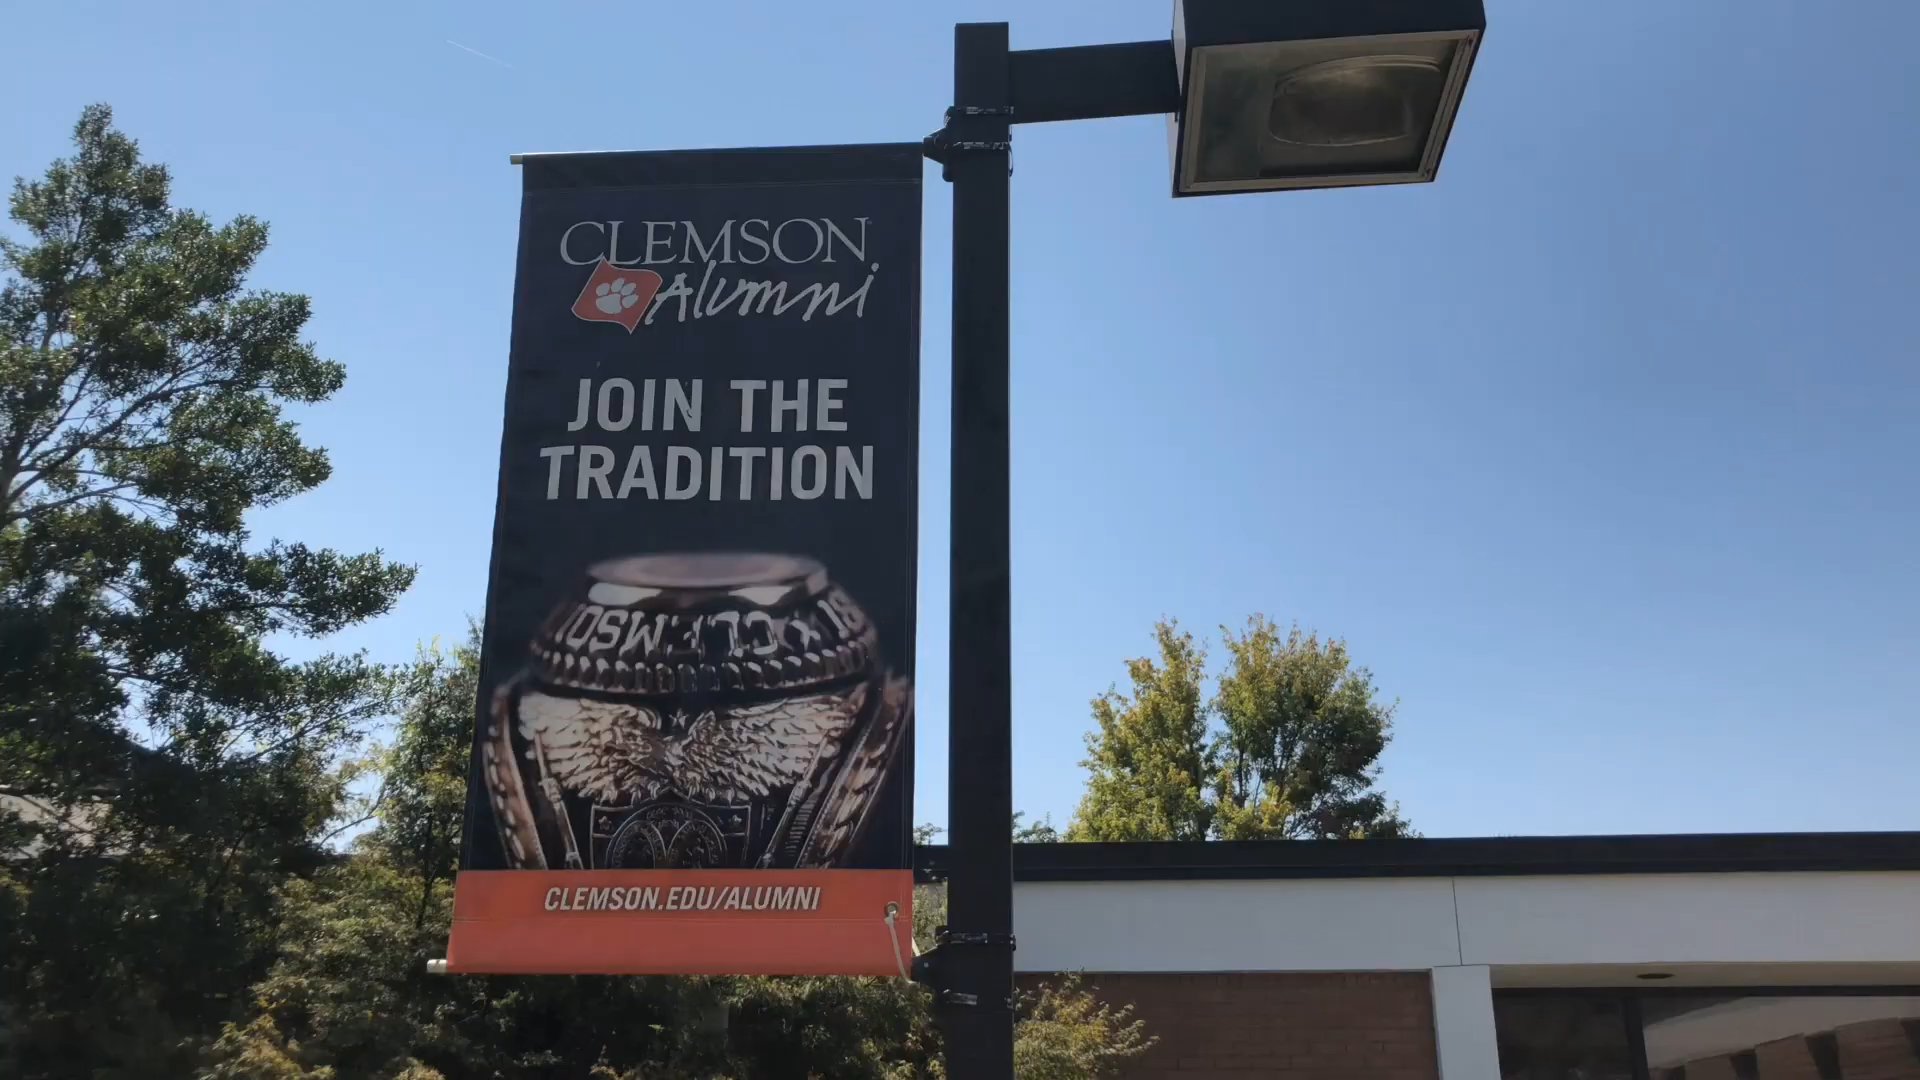 CLEMSON
Alumni
JOIN THE
TRADITION
CLEMSON.EDU/ALUMNI